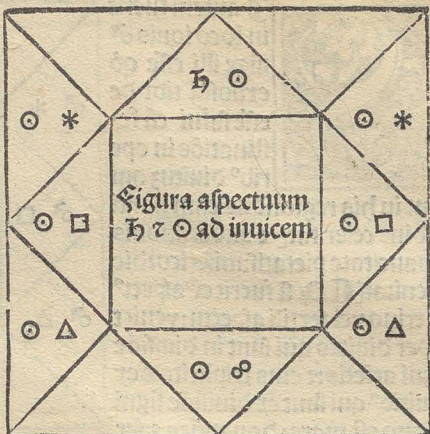 ♄ ☉
☉ ⚹ ☉ ⚹
Figura aſpectuum
♄ ⁊ ☉ ad inuicem
☉ □ ☉ □
☉ △ ☉ △
☉ ☍